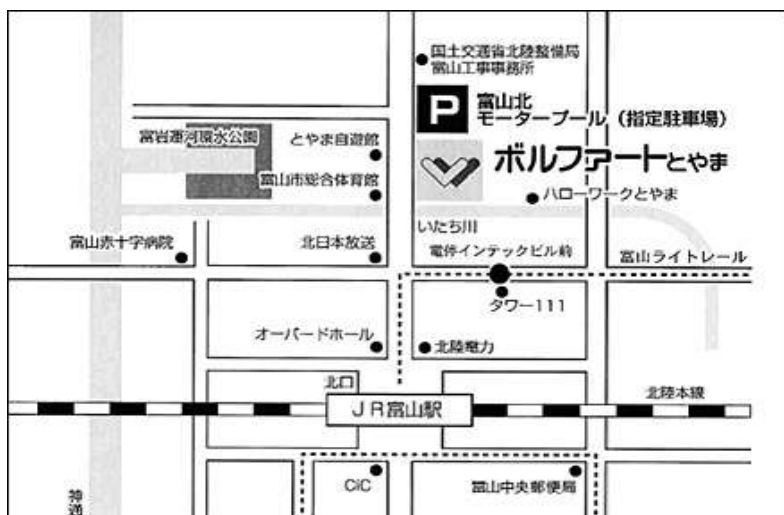 国土交通省北陸整備局
富山工事事務所
P 富山北
モータープール（指定駐車場）
富岩運河環水公園
とやま自遊館
ボルファートとやま
富山市総合体育館
ハローワークとやま
いたち川
富山赤十字病院
北日本放送
電停インテックビル前
富山ライトレール
タワー111
オーバードホール
北陸電力
北口
JR富山駅
北陸本線
CiC
富山中央郵便局
神通